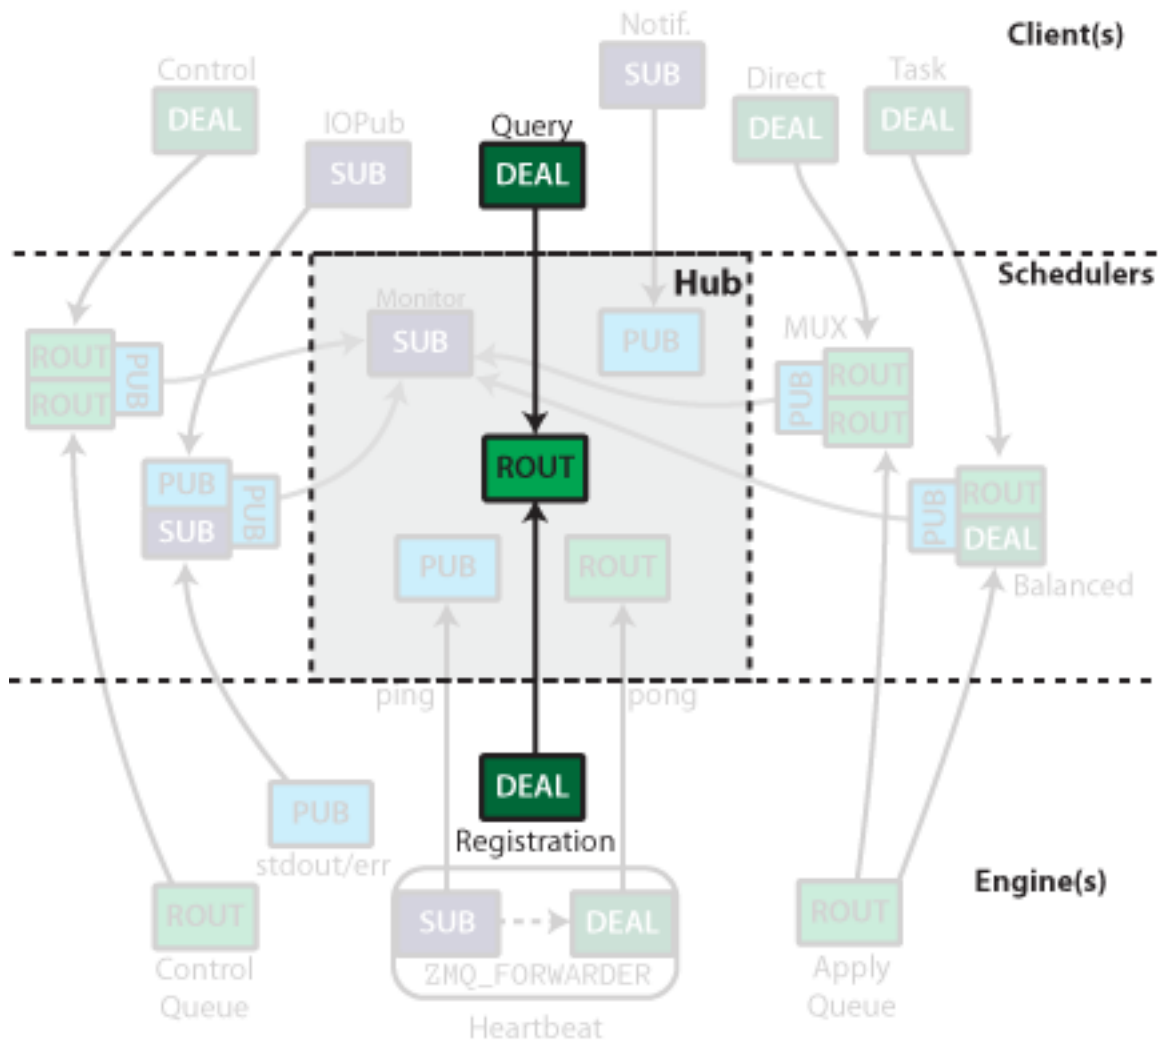 Notif.
Client(s)
SUB
Control
Direct
Task
DEAL
IOPub
Query
DEAL
DEAL
SUB
DEAL
DEAL
Hub
Schedulers
Monitor
SUB
PUB
MUX
ROUT
ROUT
PUB
PUB
ROUT
ROUT
PUB
SUB
PUB
ROUT
PUB
ROUT
DEAL
PUB
ROUT
Balanced
ping
pong
DEAL
Registration
PUB
stdout/err
Engine(s)
ROUT
Control
Queue
SUB
DEAL
ZMQ_FORWARDER
Heartbeat
ROUT
Apply
Queue